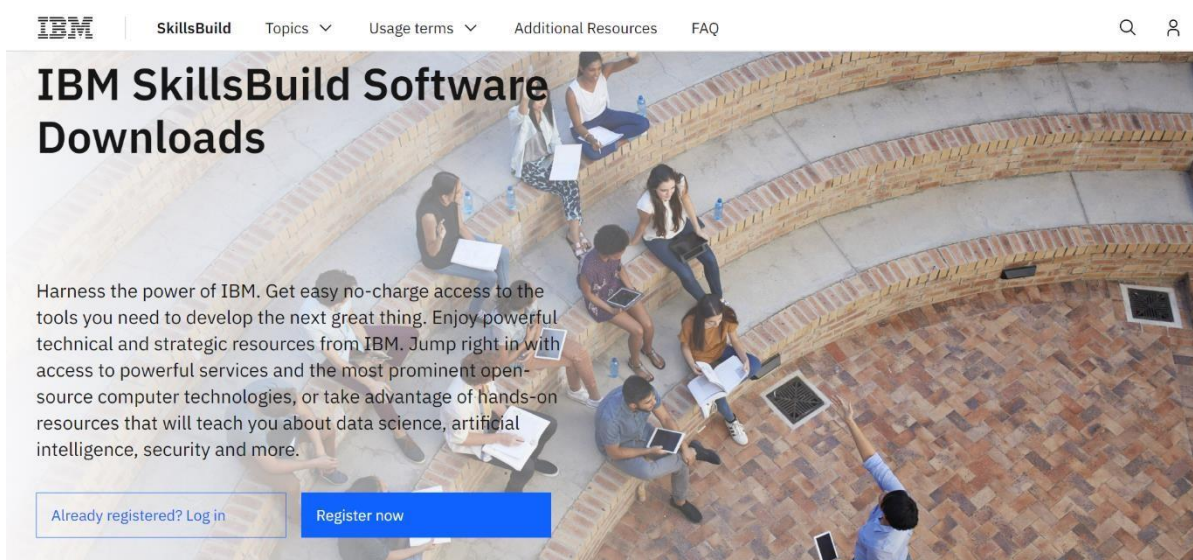 IBM SkillsBuild Topics Usage terms Additional Resources FAQ
IBM SkillsBuild Software
Downloads
Harness the power of IBM. Get easy no-charge access to the
tools you need to develop the next great thing. Enjoy powerful
technical and strategic resources from IBM. Jump right in with
access to powerful services and the most prominent open-
source computer technologies, or take advantage of hands-on
resources that will teach you about data science, artificial
intelligence, security and more.
Already registered? Log in Register now